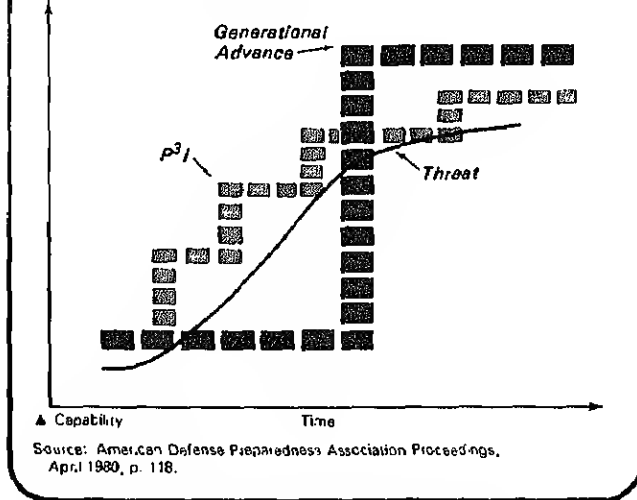 Generational
Advance
P³I
Threat
▲ Capability
Time
Source: American Defense Preparedness Association Proceedings,
April 1980, p. 118.